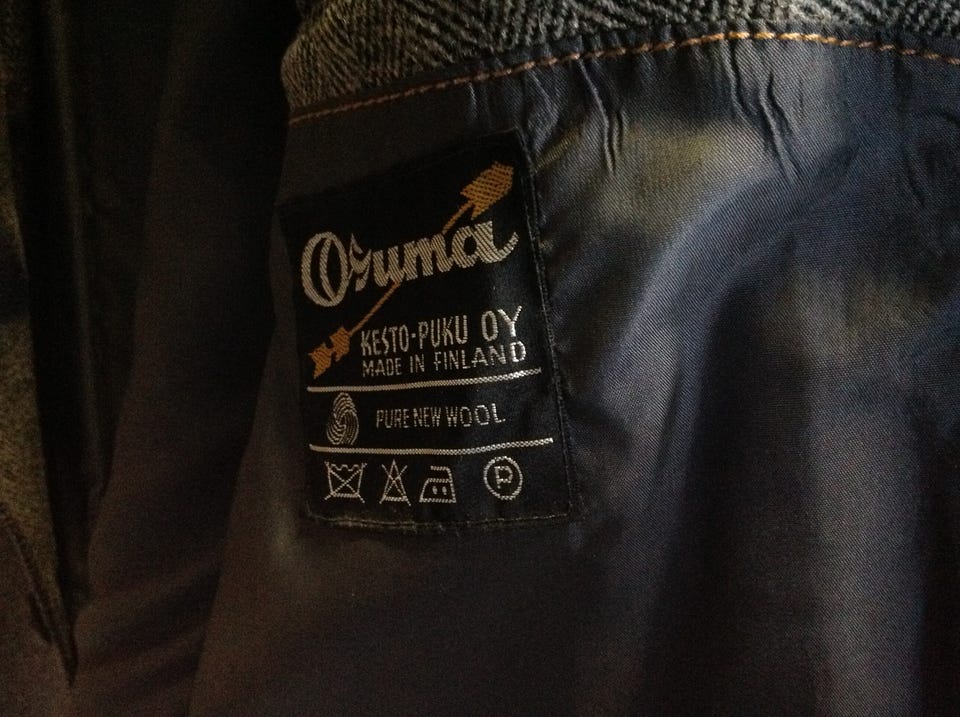 Osuma
KESTO-PUKU OY
MADE IN FINLAND
PURE NEW WOOL
P